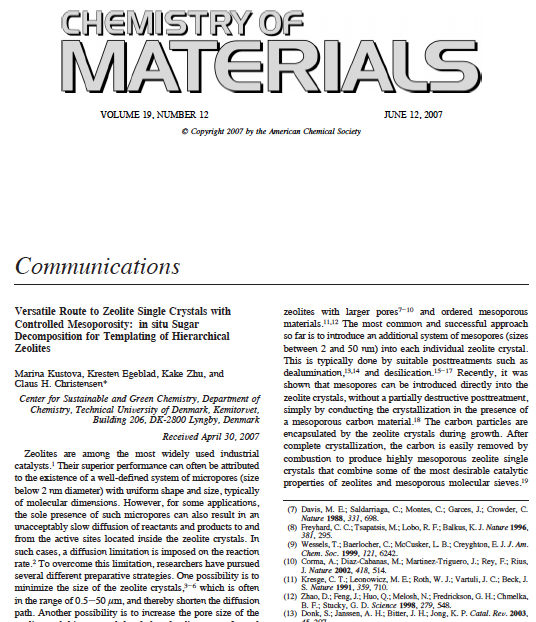 CHEMISTRY OF
MATERIALS
VOLUME 19, NUMBER 12
JUNE 12, 2007
© Copyright 2007 by the American Chemical Society
Communications
Versatile Route to Zeolite Single Crystals with
Controlled Mesoporosity: in situ Sugar
Decomposition for Templating of Hierarchical
Zeolites
Marina Kustova, Kresten Egeblad, Kake Zhu, and
Claus H. Christensen*
Center for Sustainable and Green Chemistry, Department of
Chemistry, Technical University of Denmark, Kemitorvet,
Building 206, DK-2800 Lyngby, Denmark
Received April 30, 2007
Zeolites are among the most widely used industrial
catalysts.1 Their superior performance can often be attributed
to the existence of a well-defined system of micropores (size
below 2 nm diameter) with uniform shape and size, typically
of molecular dimensions. However, for some applications,
the sole presence of such micropores can also result in an
unacceptably slow diffusion of reactants and products to and
from the active sites located inside the zeolite crystals. In
such cases, a diffusion limitation is imposed on the reaction
rate.2 To overcome this limitation, researchers have pursued
several different preparative strategies. One possibility is to
minimize the size of the zeolite crystals,3−6 which is often
in the range of 0.5−50 μm, and thereby shorten the diffusion
path. Another possibility is to increase the pore size of the
zeolites with larger pores7−10 and ordered mesoporous
materials.11,12 The most common and successful approach
so far is to introduce an additional system of mesopores (sizes
between 2 and 50 nm) into each individual zeolite crystal.
This is typically done by suitable posttreatments such as
dealumination,13,14 and desilication.15−17 Recently, it was
shown that mesopores can be introduced directly into the
zeolite crystals, without a partially destructive posttreatment,
simply by conducting the crystallization in the presence of
a mesoporous carbon material.18 The carbon particles are
encapsulated by the zeolite crystals during growth. After
complete crystallization, the carbon is easily removed by
combustion to produce highly mesoporous zeolite single
crystals that combine some of the most desirable catalytic
properties of zeolites and mesoporous molecular sieves.19
(7) Davis, M. E.; Saldarriaga, C.; Montes, C.; Garces, J.; Crowder, C.
Nature 1988, 331, 698.
(8) Freyhard, C. C.; Tsapatsis, M.; Lobo, R. F.; Balkus, K. J. Nature 1996,
381, 295.
(9) Wessels, T.; Baerlocher, C.; McCusker, L. B.; Creyghton, E. J. J. Am.
Chem. Soc. 1999, 121, 6242.
(10) Corma, A.; Diaz-Cabanas, M.; Martinez-Triguero, J.; Rey, F.; Rius,
J. Nature 2002, 418, 514.
(11) Kresge, C. T.; Leonowicz, M. E.; Roth, W. J.; Vartuli, J. C.; Beck, J.
S. Nature 1991, 359, 710.
(12) Zhao, D.; Feng, J.; Huo, Q.; Melosh, N.; Fredrickson, G. H.; Chmelka,
B. F.; Stucky, G. D. Science 1998, 279, 548.
(13) Donk, S.; Janssen, A. H.; Bitter, J. H.; Jong, K. P. Catal. Rev. 2003,